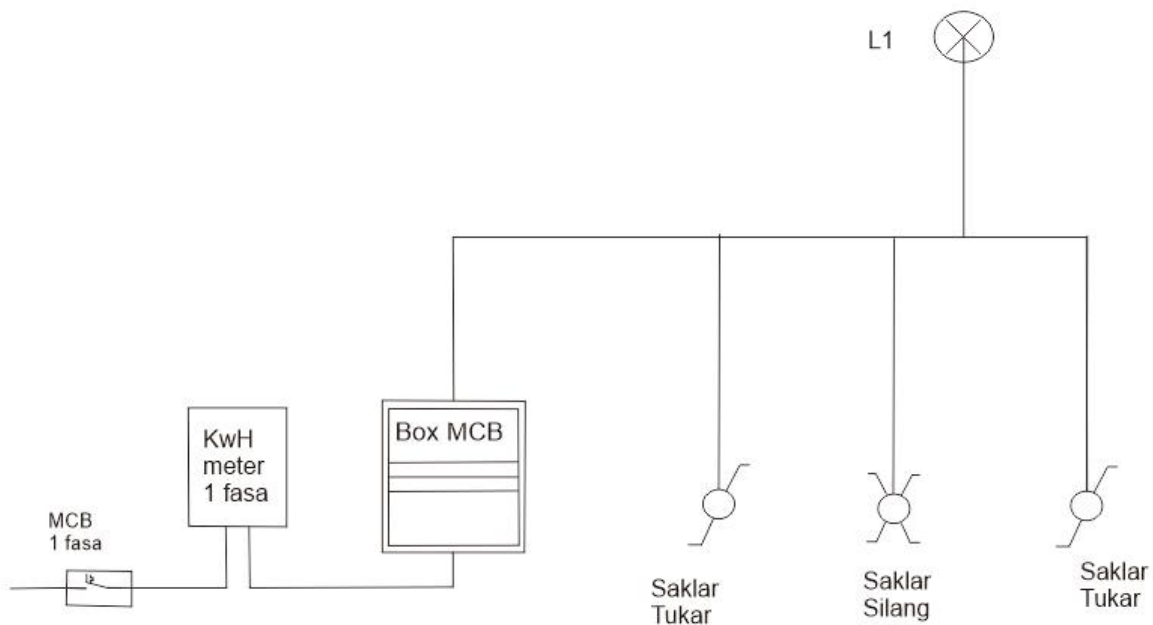 L1
Box MCB
KwH
meter
1 fasa
MCB
1 fasa
Saklar
Tukar
Saklar
Silang
Saklar
Tukar